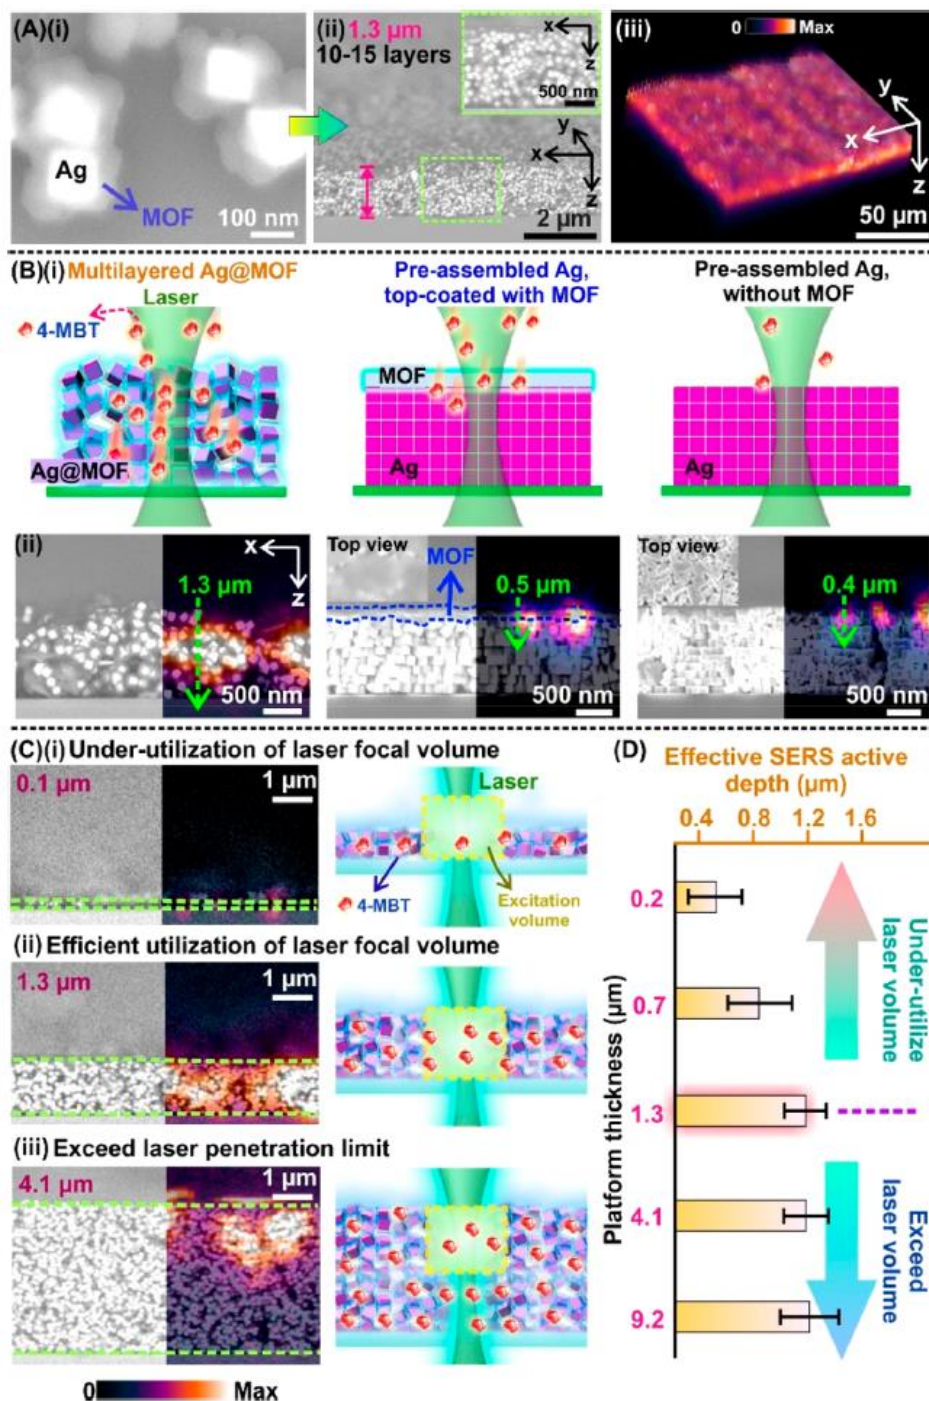 (A)(i)
Ag
MOF
100 nm
(ii) 1.3 µm
10-15 layers
x
z
500 nm
y
x
z
2 µm
(iii)
0 Max
y
x
z
50 µm
(B)(i) Multilayered Ag@MOF
Laser
4-MBT
Ag@MOF
Pre-assembled Ag,
top-coated with MOF
MOF
Ag
Pre-assembled Ag,
without MOF
Ag
(ii)
x
z
1.3 µm
500 nm
Top view
MOF
0.5 µm
500 nm
Top view
0.4 µm
500 nm
(C)(i) Under-utilization of laser focal volume
0.1 µm
1 µm
Laser
4-MBT
Excitation
volume
(ii) Efficient utilization of laser focal volume
1.3 µm
1 µm
(iii) Exceed laser penetration limit
4.1 µm
1 µm
0 Max
(D) Effective SERS active
depth (µm)
0.4 0.8 1.2 1.6
Platform thickness (µm)
0.2
0.7
1.3
4.1
9.2
Under-utilize
laser volume
Exceed
laser volume